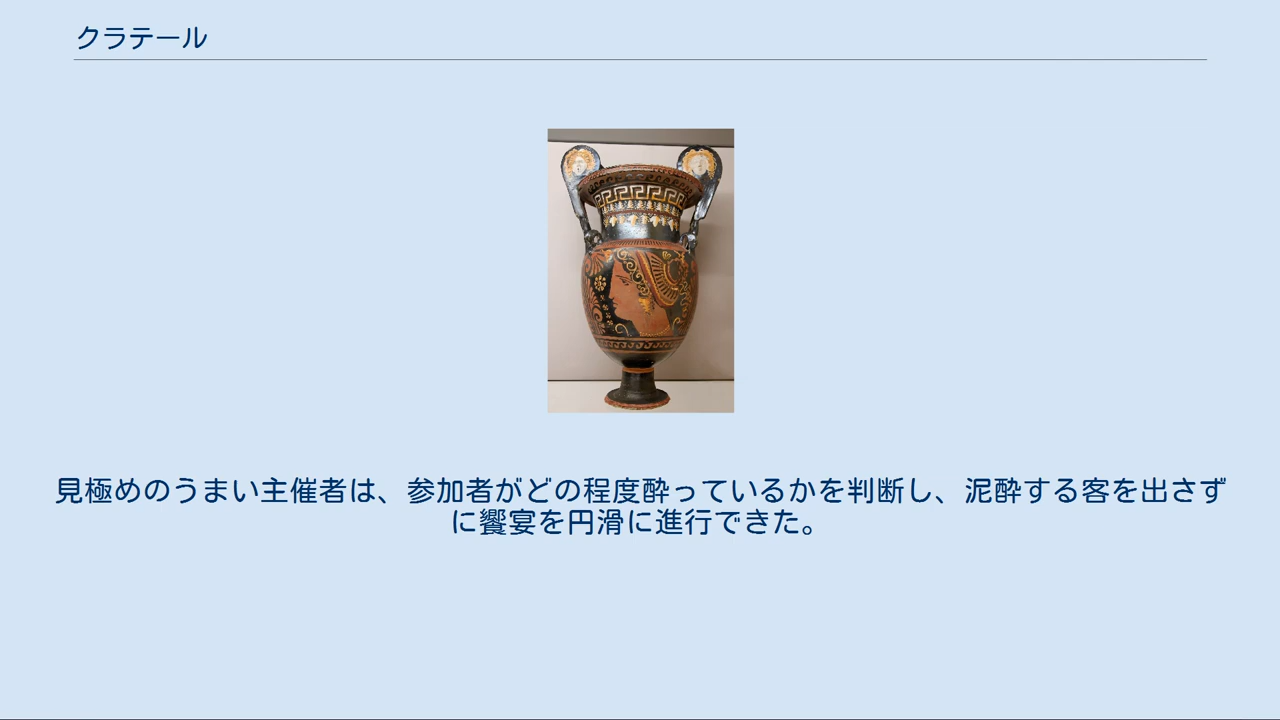 クラテール
見極めのうまい主催者は、参加者がどの程度酔っているかを判断し、泥酔する客を出さず
に饗宴を円滑に進行できた。